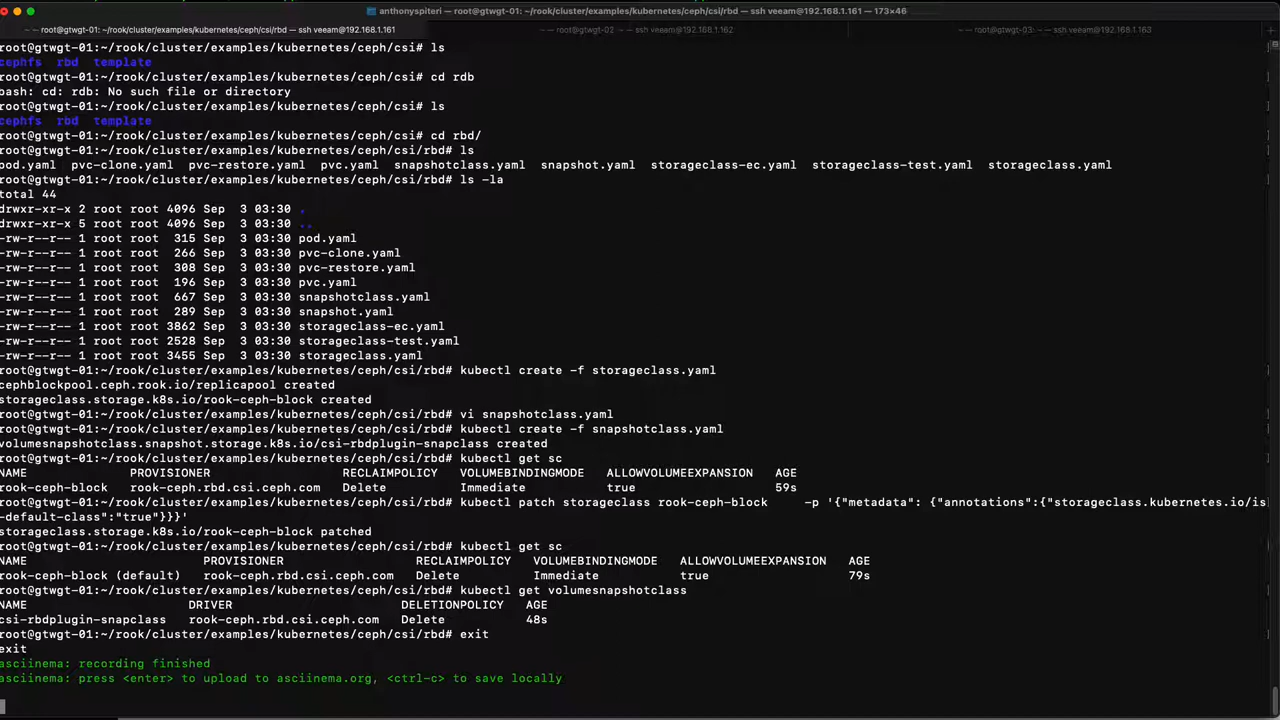 anthonyspiteri — root@gtwgt-01: ~/rook/cluster/examples/kubernetes/ceph/csi/rbd — ssh veeam@192.168.1.161 — 173×46
root@gtwgt-01: ~/rook/cluster/examples/kubernetes/ceph/csi/rbd — ssh veeam@192.168.1.161
root@gtwgt-02: ~ — ssh veeam@192.168.1.162
root@gtwgt-03: ~ — ssh veeam@192.168.1.163
root@gtwgt-01:~/rook/cluster/examples/kubernetes/ceph/csi# ls
cephfs rbd template
root@gtwgt-01:~/rook/cluster/examples/kubernetes/ceph/csi# cd rdb
bash: cd: rdb: No such file or directory
root@gtwgt-01:~/rook/cluster/examples/kubernetes/ceph/csi# ls
cephfs rbd template
root@gtwgt-01:~/rook/cluster/examples/kubernetes/ceph/csi# cd rbd/
root@gtwgt-01:~/rook/cluster/examples/kubernetes/ceph/csi/rbd# ls
pod.yaml pvc-clone.yaml pvc-restore.yaml pvc.yaml snapshotclass.yaml snapshot.yaml storageclass-ec.yaml storageclass-test.yaml storageclass.yaml
root@gtwgt-01:~/rook/cluster/examples/kubernetes/ceph/csi/rbd# ls -la
total 44
drwxr-xr-x 2 root root 4096 Sep 3 03:30 .
drwxr-xr-x 5 root root 4096 Sep 3 03:30 ..
-rw-r--r-- 1 root root 315 Sep 3 03:30 pod.yaml
-rw-r--r-- 1 root root 266 Sep 3 03:30 pvc-clone.yaml
-rw-r--r-- 1 root root 308 Sep 3 03:30 pvc-restore.yaml
-rw-r--r-- 1 root root 196 Sep 3 03:30 pvc.yaml
-rw-r--r-- 1 root root 667 Sep 3 03:30 snapshotclass.yaml
-rw-r--r-- 1 root root 289 Sep 3 03:30 snapshot.yaml
-rw-r--r-- 1 root root 3862 Sep 3 03:30 storageclass-ec.yaml
-rw-r--r-- 1 root root 2528 Sep 3 03:30 storageclass-test.yaml
-rw-r--r-- 1 root root 3455 Sep 3 03:30 storageclass.yaml
root@gtwgt-01:~/rook/cluster/examples/kubernetes/ceph/csi/rbd# kubectl create -f storageclass.yaml
cephblockpool.ceph.rook.io/replicapool created
storageclass.storage.k8s.io/rook-ceph-block created
root@gtwgt-01:~/rook/cluster/examples/kubernetes/ceph/csi/rbd# vi snapshotclass.yaml
root@gtwgt-01:~/rook/cluster/examples/kubernetes/ceph/csi/rbd# kubectl create -f snapshotclass.yaml
volumesnapshotclass.snapshot.storage.k8s.io/csi-rbdplugin-snapclass created
root@gtwgt-01:~/rook/cluster/examples/kubernetes/ceph/csi/rbd# kubectl get sc
NAME PROVISIONER RECLAIMPOLICY VOLUMEBINDINGMODE ALLOWVOLUMEEXPANSION AGE
rook-ceph-block rook-ceph.rbd.csi.ceph.com Delete Immediate true 59s
root@gtwgt-01:~/rook/cluster/examples/kubernetes/ceph/csi/rbd# kubectl patch storageclass rook-ceph-block -p '{"metadata": {"annotations":{"storageclass.kubernetes.io/is
-default-class":"true"}}}'
storageclass.storage.k8s.io/rook-ceph-block patched
root@gtwgt-01:~/rook/cluster/examples/kubernetes/ceph/csi/rbd# kubectl get sc
NAME PROVISIONER RECLAIMPOLICY VOLUMEBINDINGMODE ALLOWVOLUMEEXPANSION AGE
rook-ceph-block (default) rook-ceph.rbd.csi.ceph.com Delete Immediate true 79s
root@gtwgt-01:~/rook/cluster/examples/kubernetes/ceph/csi/rbd# kubectl get volumesnapshotclass
NAME DRIVER DELETIONPOLICY AGE
csi-rbdplugin-snapclass rook-ceph.rbd.csi.ceph.com Delete 48s
root@gtwgt-01:~/rook/cluster/examples/kubernetes/ceph/csi/rbd# exit
exit
asciinema: recording finished
asciinema: press <enter> to upload to asciinema.org, <ctrl-c> to save locally